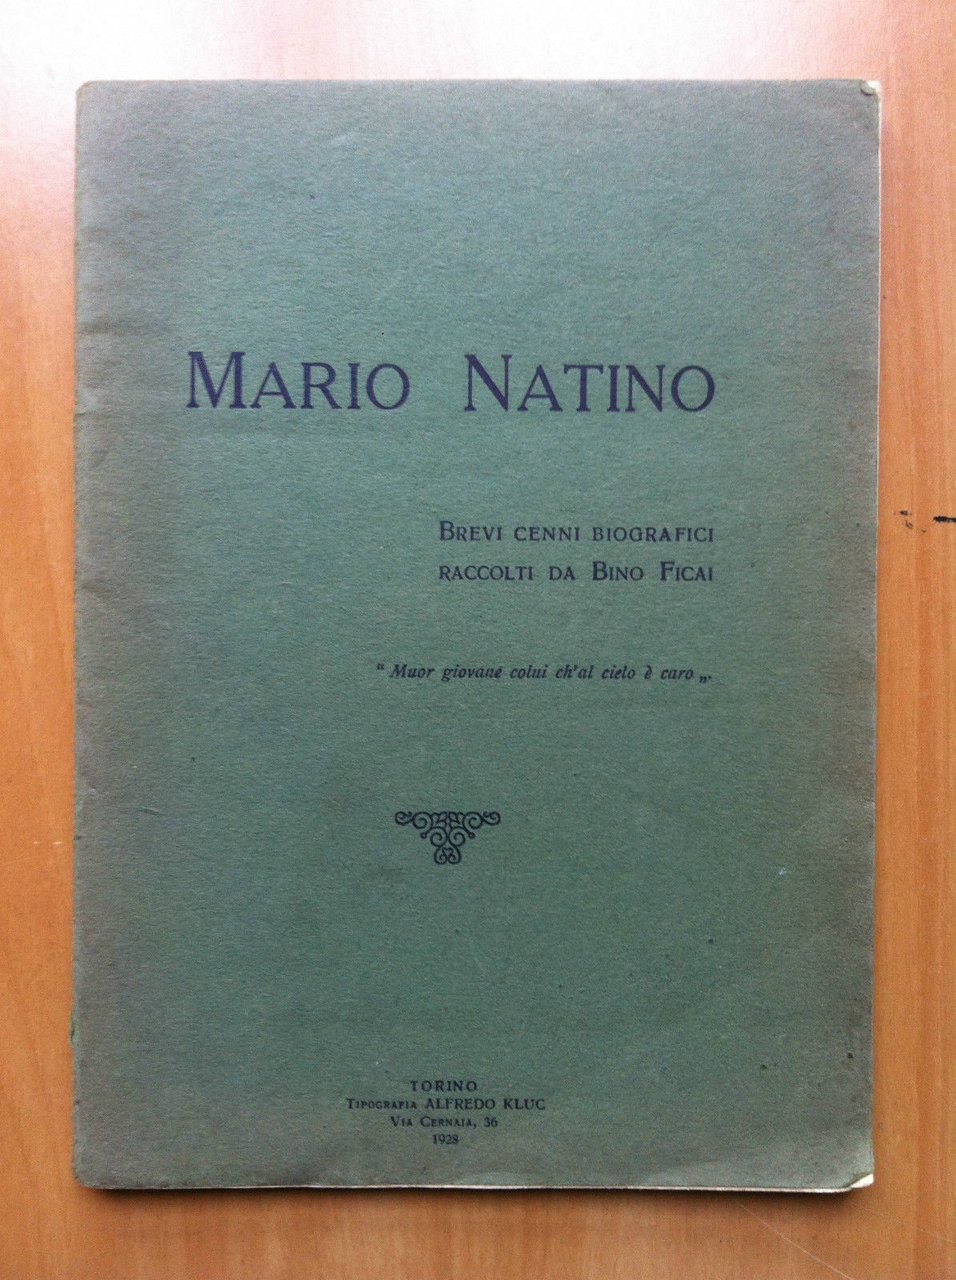 MARIO NATINO
BREVI CENNI BIOGRAFICI
RACCOLTI DA BINO FICAI
“ Muor giovane colui ch'al cielo è caro „.
TORINO
TIPOGRAFIA ALFREDO KLUC
VIA CERNAIA, 36
1928